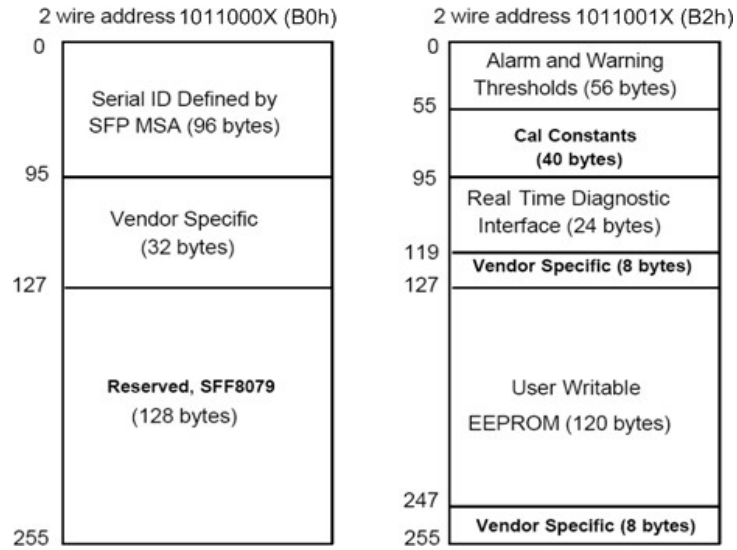 2 wire address 1011000X (B0h)
0
Serial ID Defined by
SFP MSA (96 bytes)
95
Vendor Specific
(32 bytes)
127
Reserved, SFF8079
(128 bytes)
255
2 wire address 1011001X (B2h)
0
Alarm and Warning
Thresholds (56 bytes)
55
Cal Constants
(40 bytes)
95
Real Time Diagnostic
Interface (24 bytes)
119
Vendor Specific (8 bytes)
127
User Writable
EEPROM (120 bytes)
247
Vendor Specific (8 bytes)
255